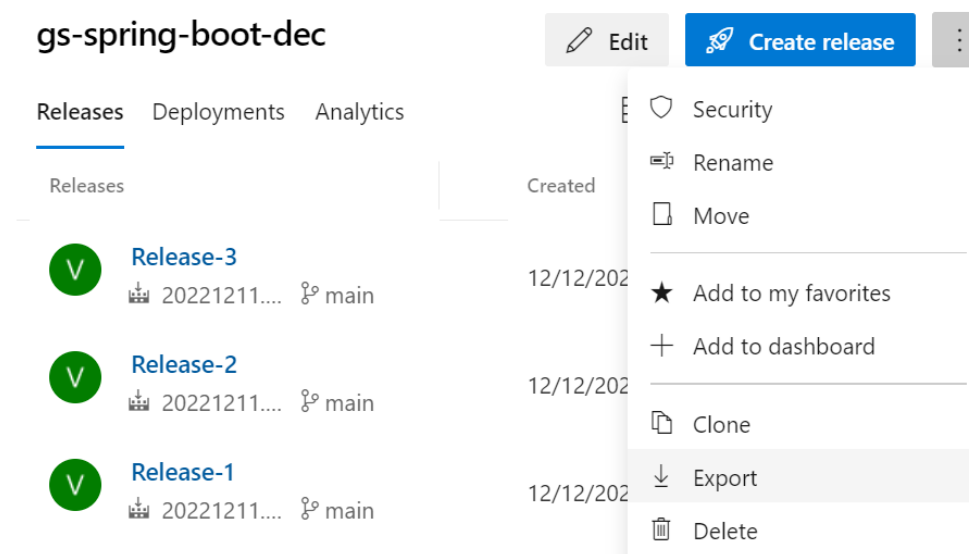 gs-spring-boot-dec
Edit
Create release
Releases Deployments Analytics
Security
Rename
Move
Add to my favorites
Add to dashboard
Clone
Export
Delete
Releases Created
V Release-3
20221211.... main 12/12/202
V Release-2
20221211.... main 12/12/202
V Release-1
20221211.... main 12/12/202